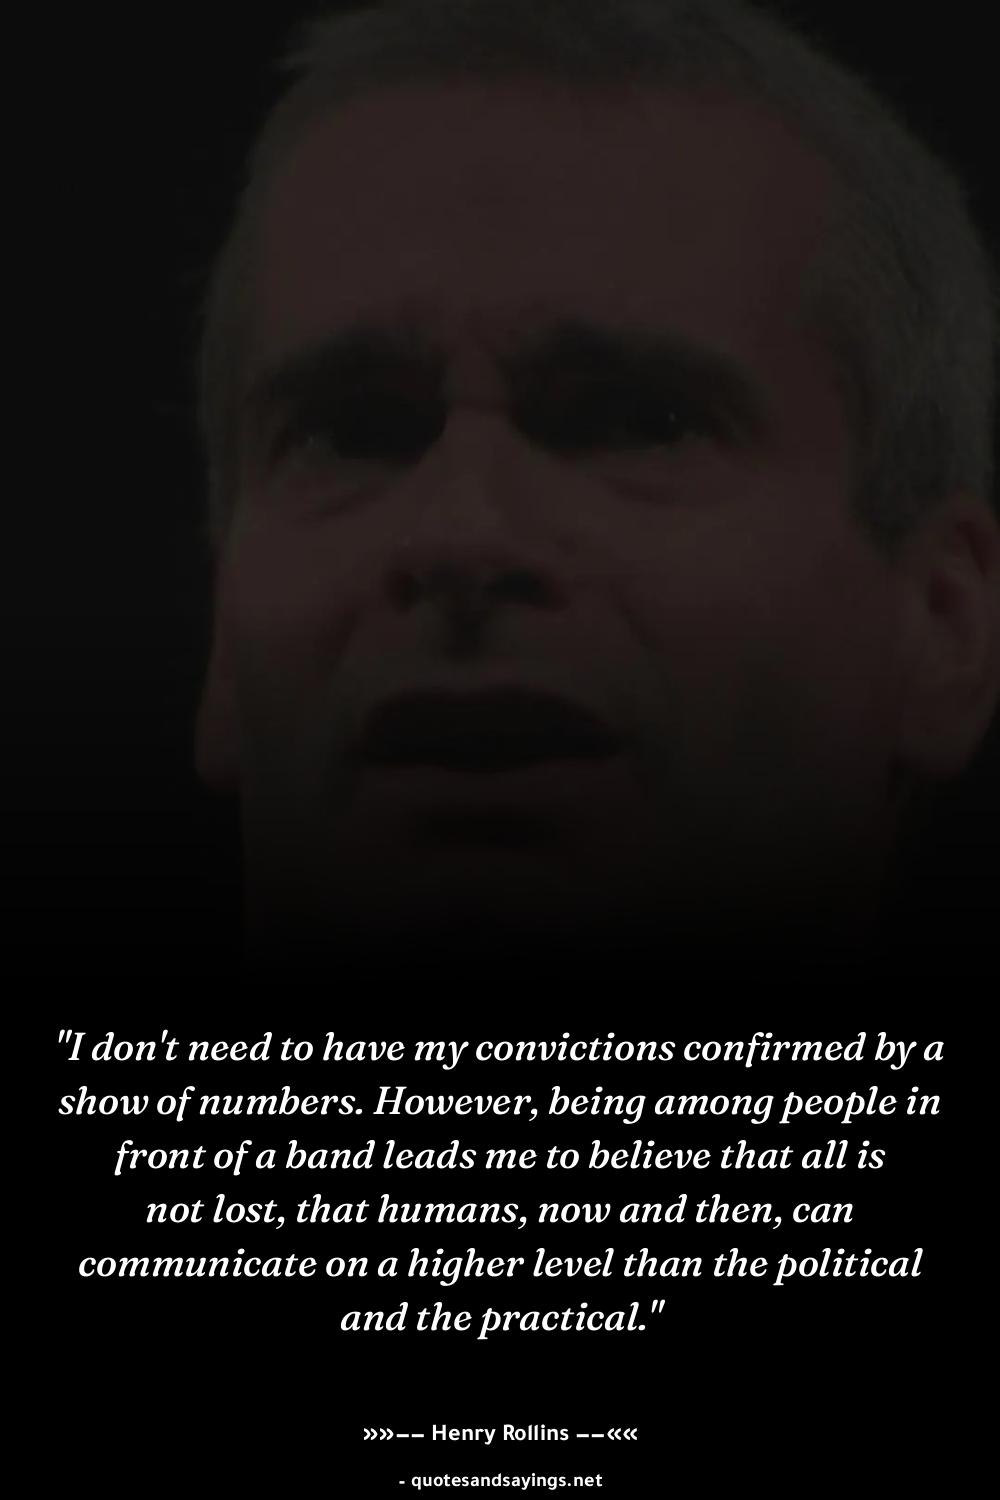 "I don't need to have my convictions confirmed by a
show of numbers. However, being among people in
front of a band leads me to believe that all is
not lost, that humans, now and then, can
communicate on a higher level than the political
and the practical."
»»−− Henry Rollins −−««
- quotesandsayings.net